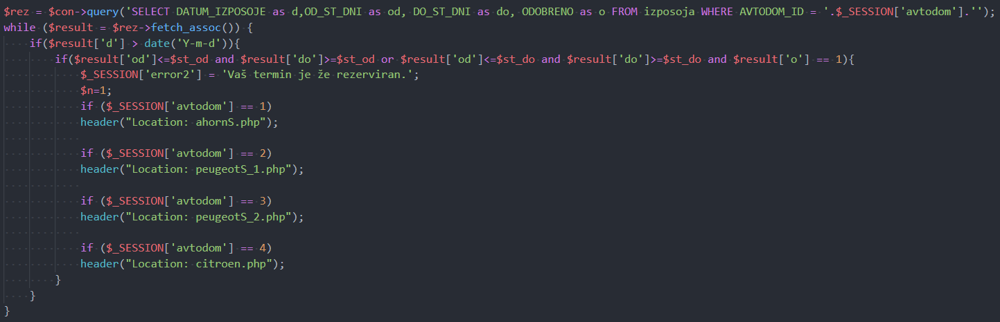 $rez = $con->query('SELECT DATUM_IZPOSOJE as d,OD_ST_DNI as od, DO_ST_DNI as do, ODOBRENO as o FROM izposoja WHERE AVTODOM_ID = '.$_SESSION['avtodom'].'');
while ($result = $rez->fetch_assoc()) {
    if($result['d'] > date('Y-m-d')){
        if($result['od']<=$st_od and $result['do']>=$st_od or $result['od']<=$st_do and $result['do']>=$st_do and $result['o'] == 1){
            $_SESSION['error2'] = 'Vaš termin je že rezerviran.';
            $n=1;
            if ($_SESSION['avtodom'] == 1)
            header("Location: ahornS.php");
            if ($_SESSION['avtodom'] == 2)
            header("Location: peugeotS_1.php");
            if ($_SESSION['avtodom'] == 3)
            header("Location: peugeotS_2.php");
            if ($_SESSION['avtodom'] == 4)
            header("Location: citroen.php");
        }
    }
}